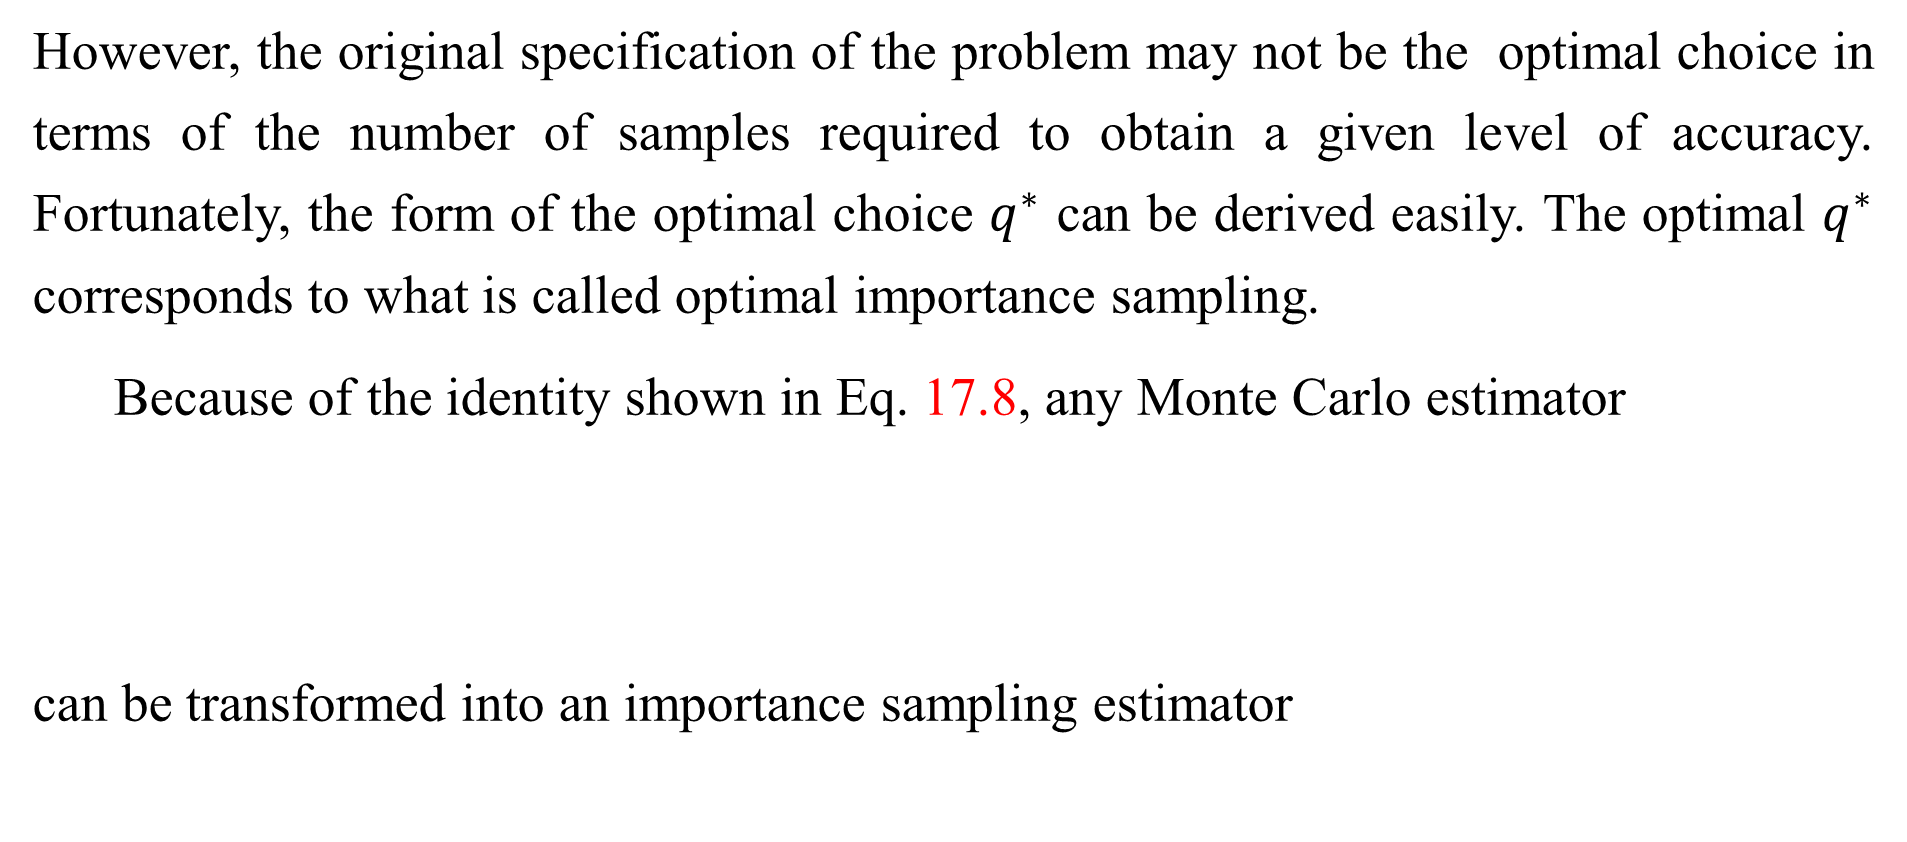 However, the original specification of the problem may not be the optimal choice in
terms of the number of samples required to obtain a given level of accuracy.
Fortunately, the form of the optimal choice q* can be derived easily. The optimal q*
corresponds to what is called optimal importance sampling.
Because of the identity shown in Eq. 17.8, any Monte Carlo estimator
can be transformed into an importance sampling estimator